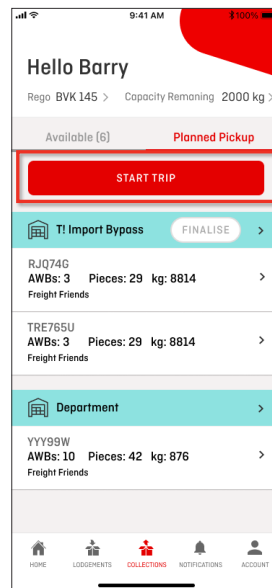 9:41 AM 100%
Hello Barry
Rego BVK 145 > Capacity Remaning 2000 kg >
Available (6) Planned Pickup
START TRIP
T! Import Bypass FINALISE >
RJQ74G
AWBs: 3 Pieces: 29 kg: 8814 >
Freight Friends
TRE765U
AWBs: 3 Pieces: 29 kg: 8814 >
Freight Friends
Department >
YYY99W
AWBs: 10 Pieces: 42 kg: 876 >
Freight Friends
HOME LODGEMENTS COLLECTIONS NOTIFICATIONS ACCOUNT